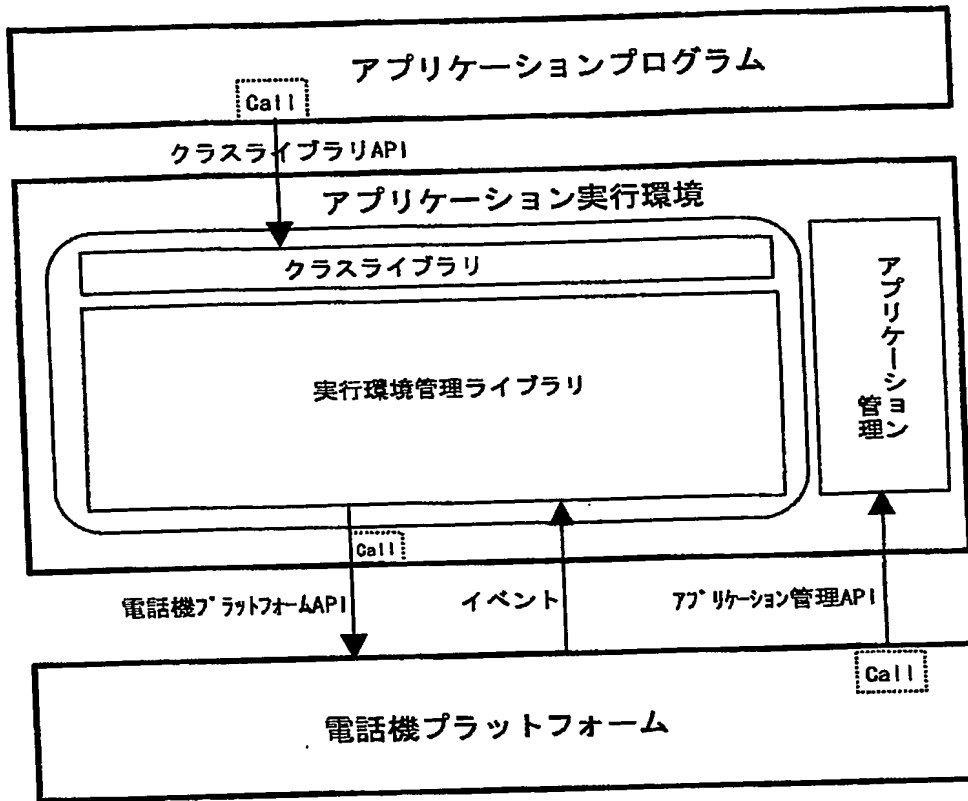 アプリケーションプログラム
Call
クラスライブラリAPI
アプリケーション実行環境
クラスライブラリ
アプリケーション
管理
実行環境管理ライブラリ
Call
電話機プラットフォームAPI
イベント
アプリケーション管理API
Call
電話機プラットフォーム